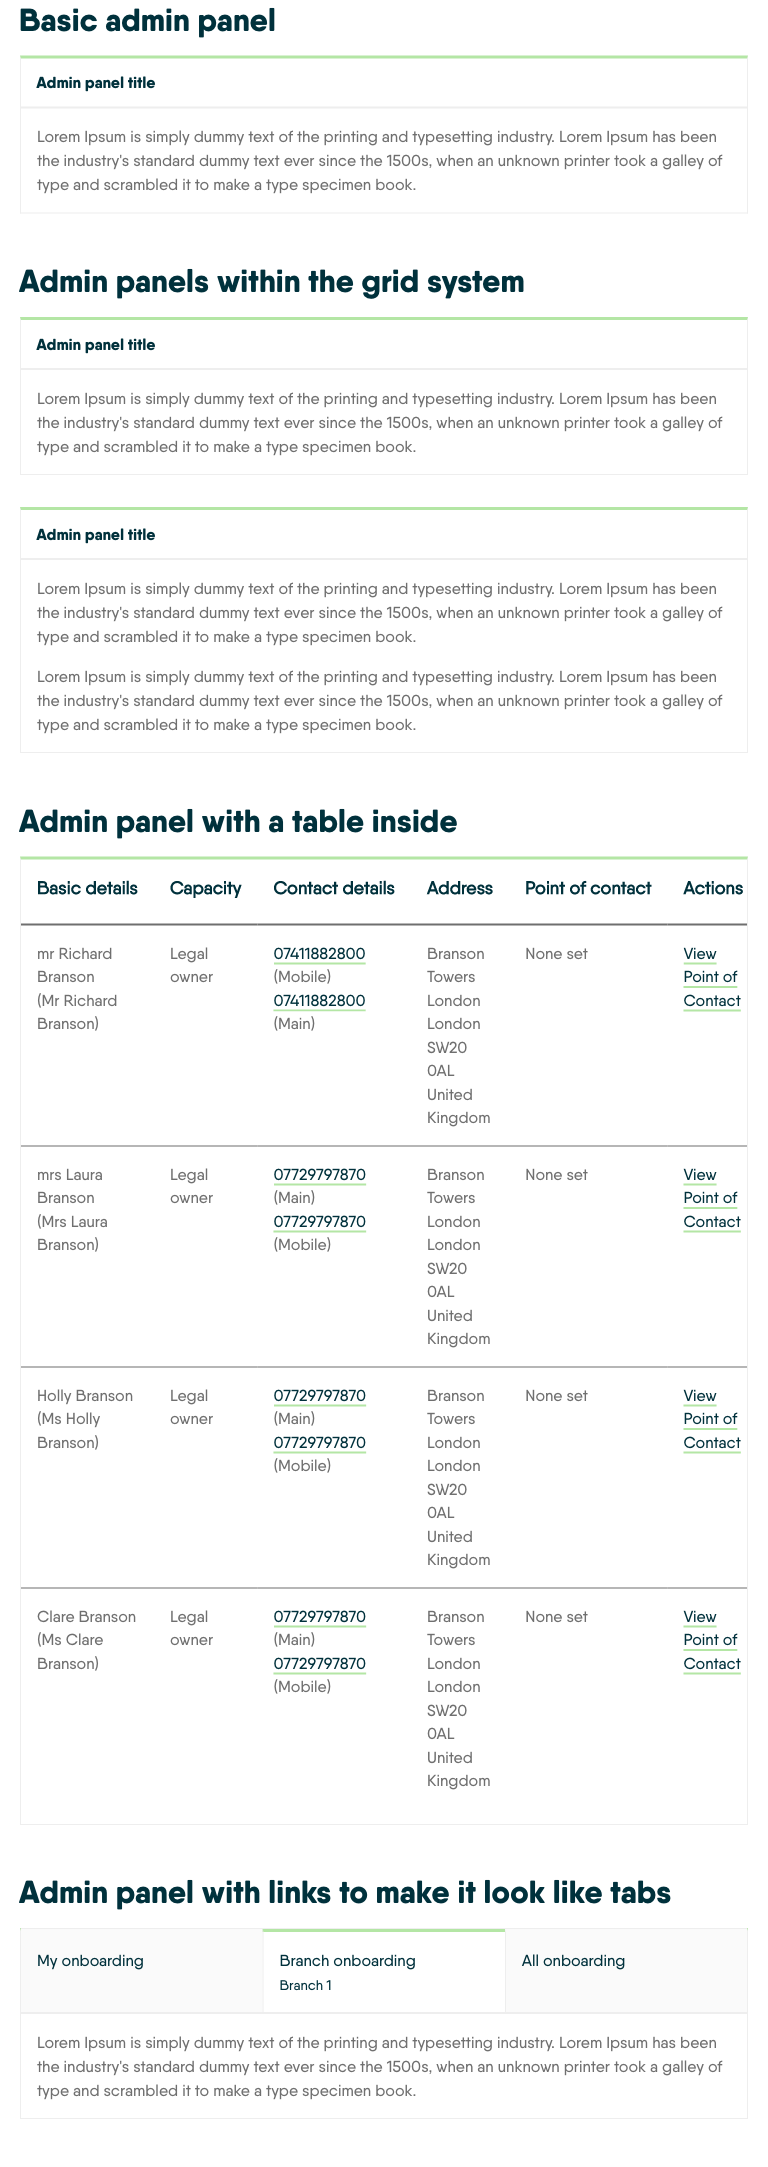 Basic admin panel
Admin panel title
Lorem Ipsum is simply dummy text of the printing and typesetting industry. Lorem Ipsum has been
the industry's standard dummy text ever since the 1500s, when an unknown printer took a galley of
type and scrambled it to make a type specimen book.
Admin panels within the grid system
Admin panel title
Lorem Ipsum is simply dummy text of the printing and typesetting industry. Lorem Ipsum has been
the industry's standard dummy text ever since the 1500s, when an unknown printer took a galley of
type and scrambled it to make a type specimen book.
Admin panel title
Lorem Ipsum is simply dummy text of the printing and typesetting industry. Lorem Ipsum has been
the industry's standard dummy text ever since the 1500s, when an unknown printer took a galley of
type and scrambled it to make a type specimen book.
Lorem Ipsum is simply dummy text of the printing and typesetting industry. Lorem Ipsum has been
the industry's standard dummy text ever since the 1500s, when an unknown printer took a galley of
type and scrambled it to make a type specimen book.
Admin panel with a table inside
Basic details Capacity Contact details Address Point of contact Actions
mr Richard Legal 07411882800 Branson None set View
Branson owner (Mobile) Towers Point of
(Mr Richard 07411882800 London Contact
Branson) (Main) London
SW20
0AL
United
Kingdom
mrs Laura Legal 07729797870 Branson None set View
Branson owner (Main) Towers Point of
(Mrs Laura 07729797870 London Contact
Branson) (Mobile) London
SW20
0AL
United
Kingdom
Holly Branson Legal 07729797870 Branson None set View
(Ms Holly owner (Main) Towers Point of
Branson) 07729797870 London Contact
(Mobile) London
SW20
0AL
United
Kingdom
Clare Branson Legal 07729797870 Branson None set View
(Ms Clare owner (Main) Towers Point of
Branson) 07729797870 London Contact
(Mobile) London
SW20
0AL
United
Kingdom
Admin panel with links to make it look like tabs
My onboarding Branch onboarding All onboarding
Branch 1
Lorem Ipsum is simply dummy text of the printing and typesetting industry. Lorem Ipsum has been
the industry's standard dummy text ever since the 1500s, when an unknown printer took a galley of
type and scrambled it to make a type specimen book.